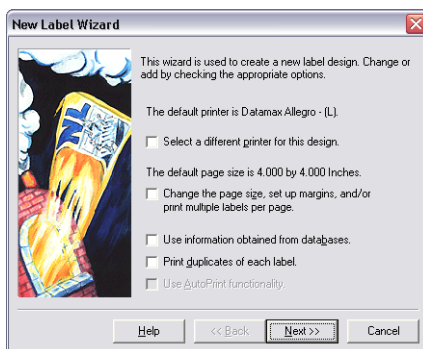 New Label Wizard
This wizard is used to create a new label design. Change or
add by checking the appropriate options.
The default printer is Datamax Allegro - (L).
Select a different printer for this design.
The default page size is 4.000 by 4.000 Inches.
Change the page size, set up margins, and/or
print multiple labels per page.
Use information obtained from databases.
Print duplicates of each label.
Use AutoPrint functionality.
Help
<< Back
Next >>
Cancel